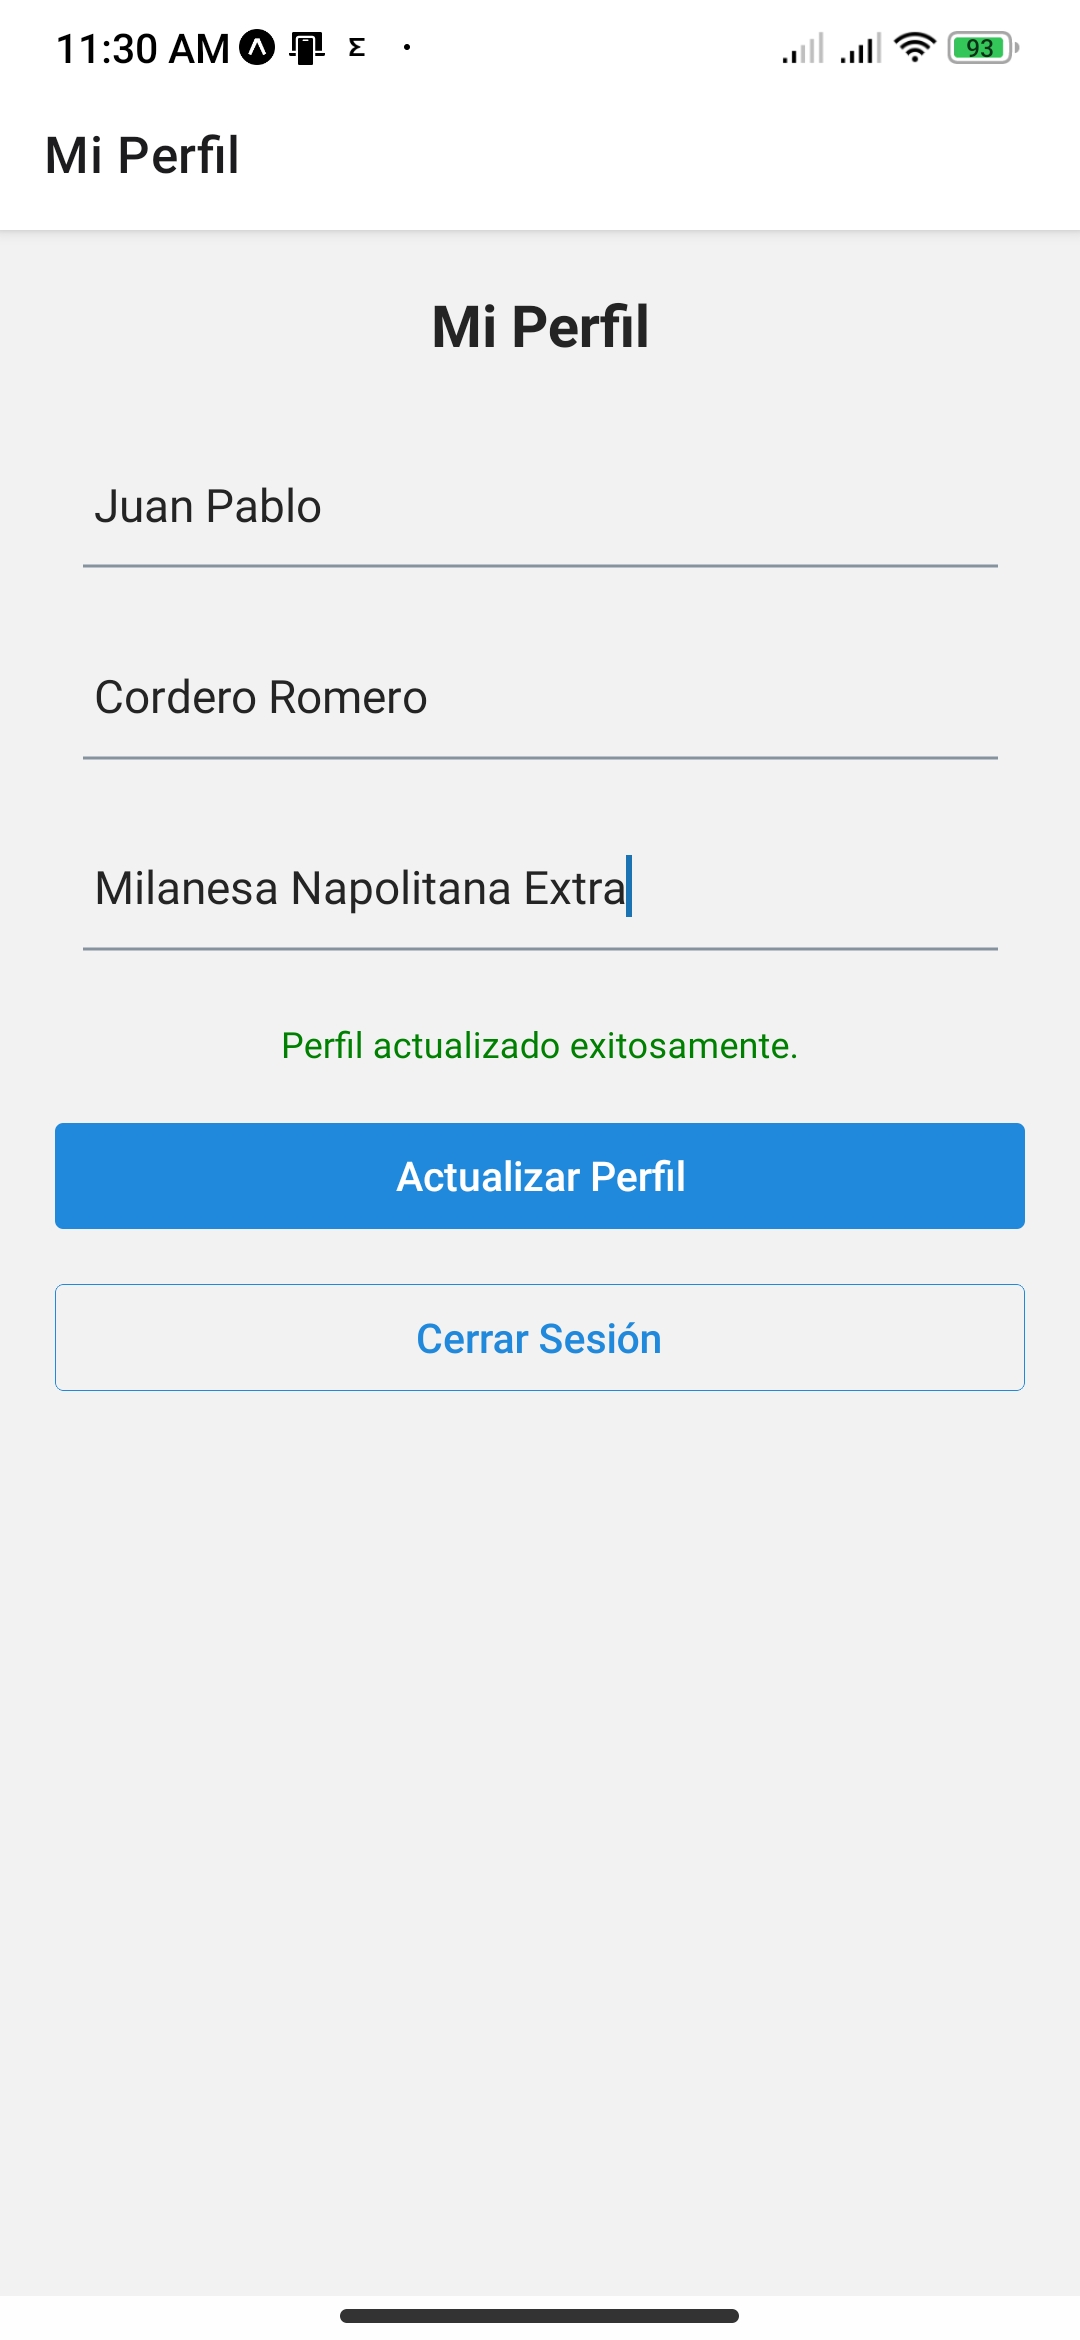 11:30 AM Σ
93
Mi Perfil
Mi Perfil
Juan Pablo
Cordero Romero
Milanesa Napolitana Extra
Perfil actualizado exitosamente.
Actualizar Perfil
Cerrar Sesión